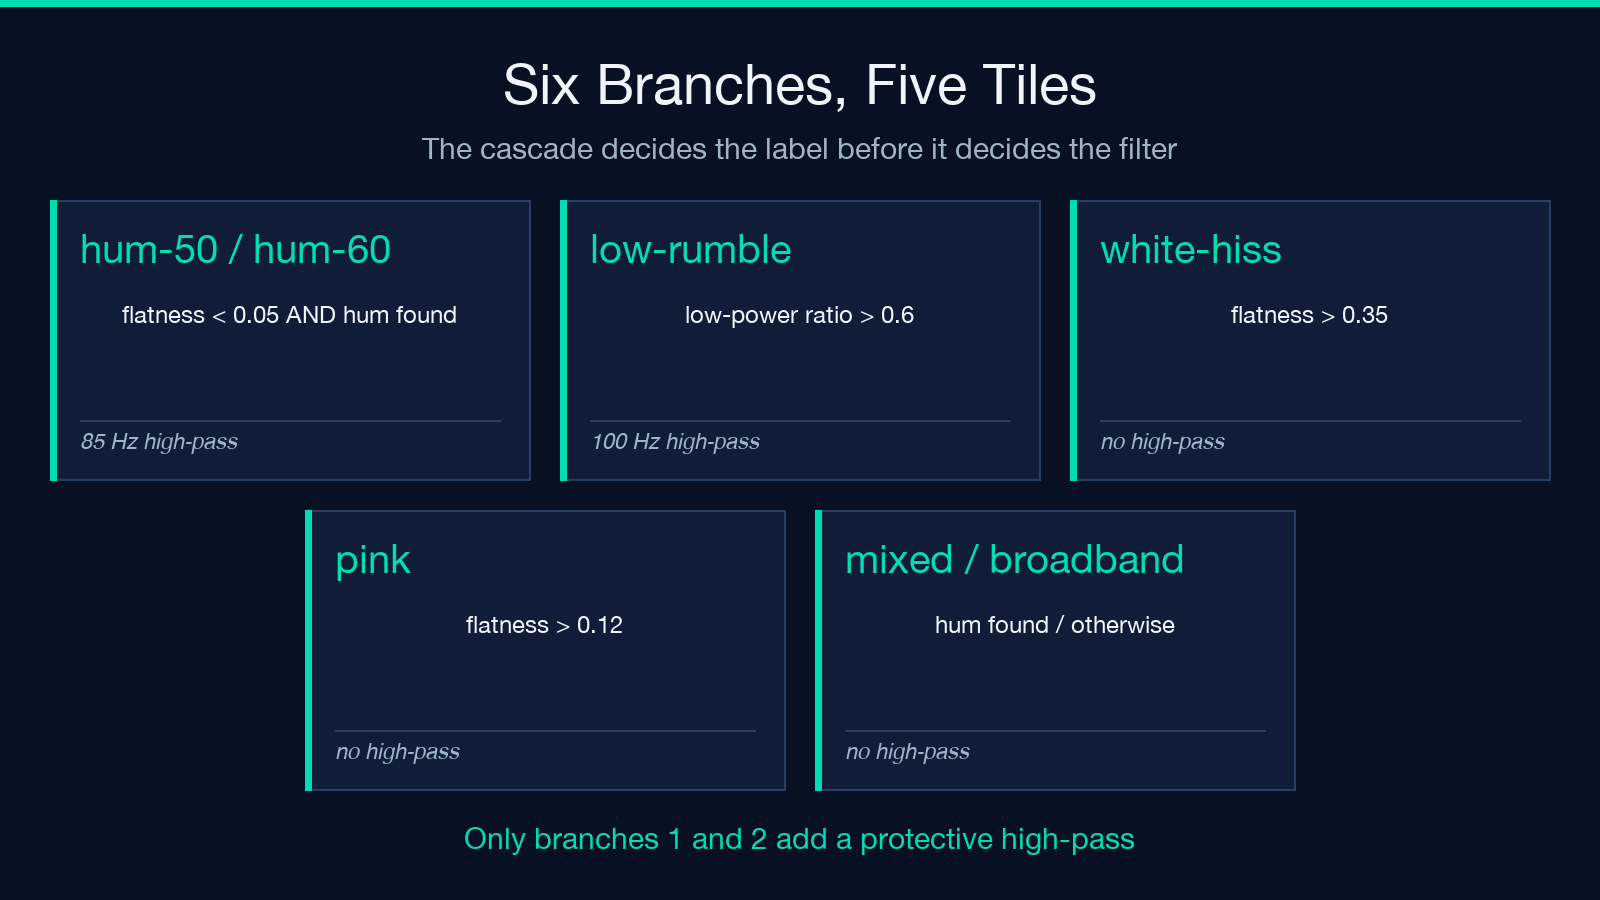 Six Branches, Five Tiles
The cascade decides the label before it decides the filter
hum-50 / hum-60
flatness < 0.05 AND hum found
85 Hz high-pass
low-rumble
low-power ratio > 0.6
100 Hz high-pass
white-hiss
flatness > 0.35
no high-pass
pink
flatness > 0.12
no high-pass
mixed / broadband
hum found / otherwise
no high-pass
Only branches 1 and 2 add a protective high-pass